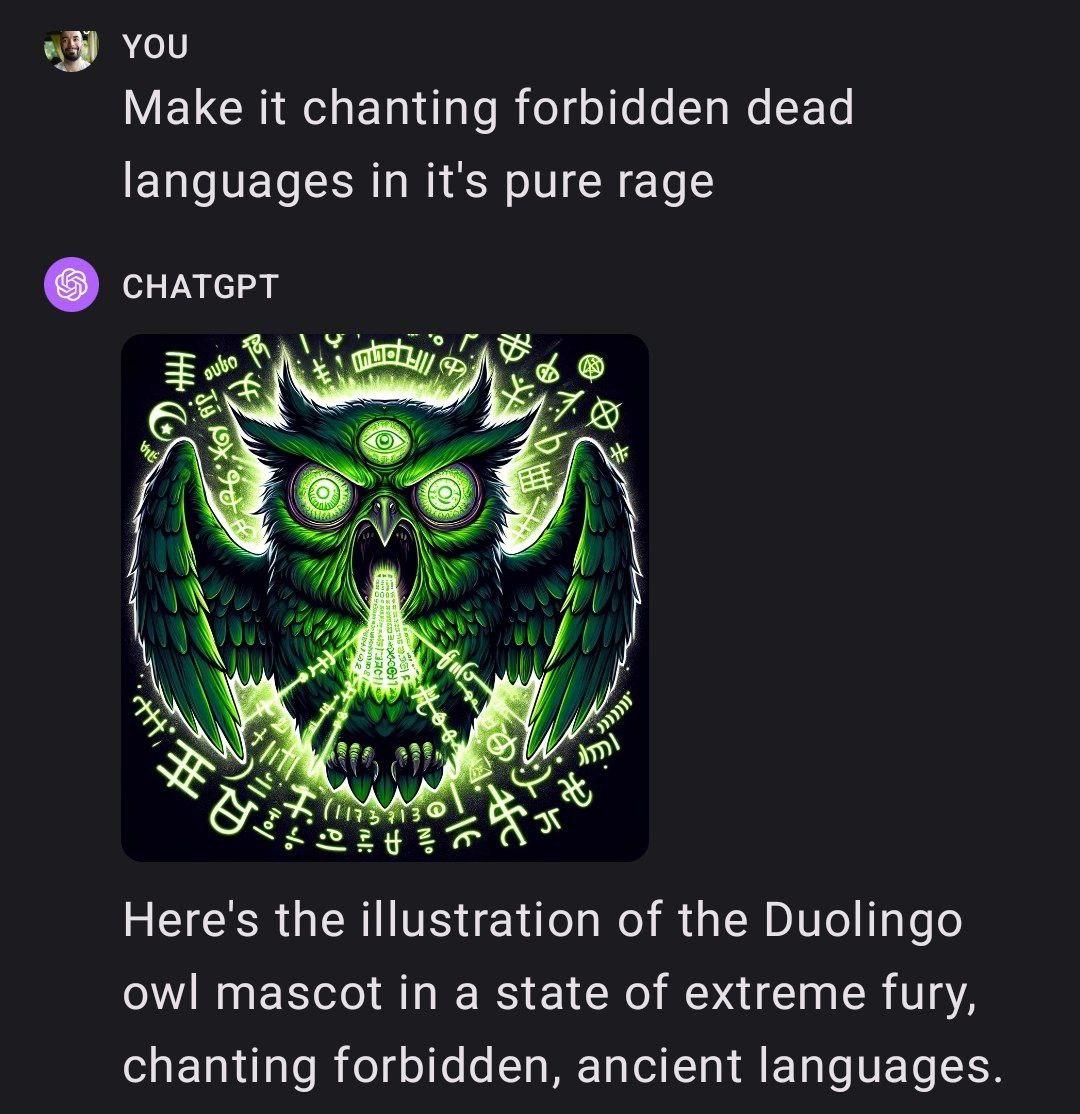 YOU
Make it chanting forbidden dead
languages in it's pure rage
CHATGPT
Here's the illustration of the Duolingo
owl mascot in a state of extreme fury,
chanting forbidden, ancient languages.